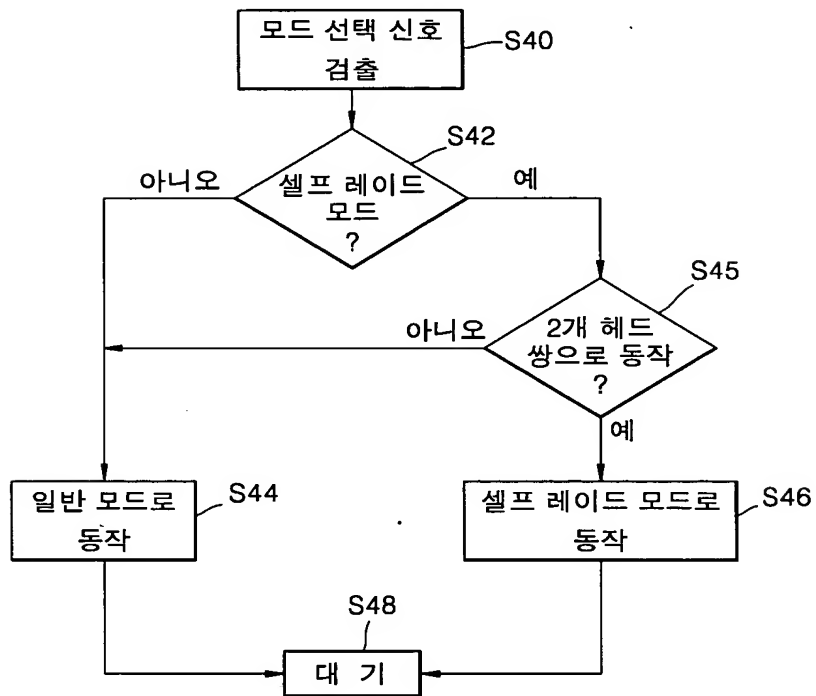 모드 선택 신호
검출
S40
S42
아니오
셀프 레이드
모드
?
예
S45
아니오
2개 헤드
쌍으로 동작
?
예
일반 모드로
동작
S44
셀프 레이드 모드로
동작
S46
S48
대 기